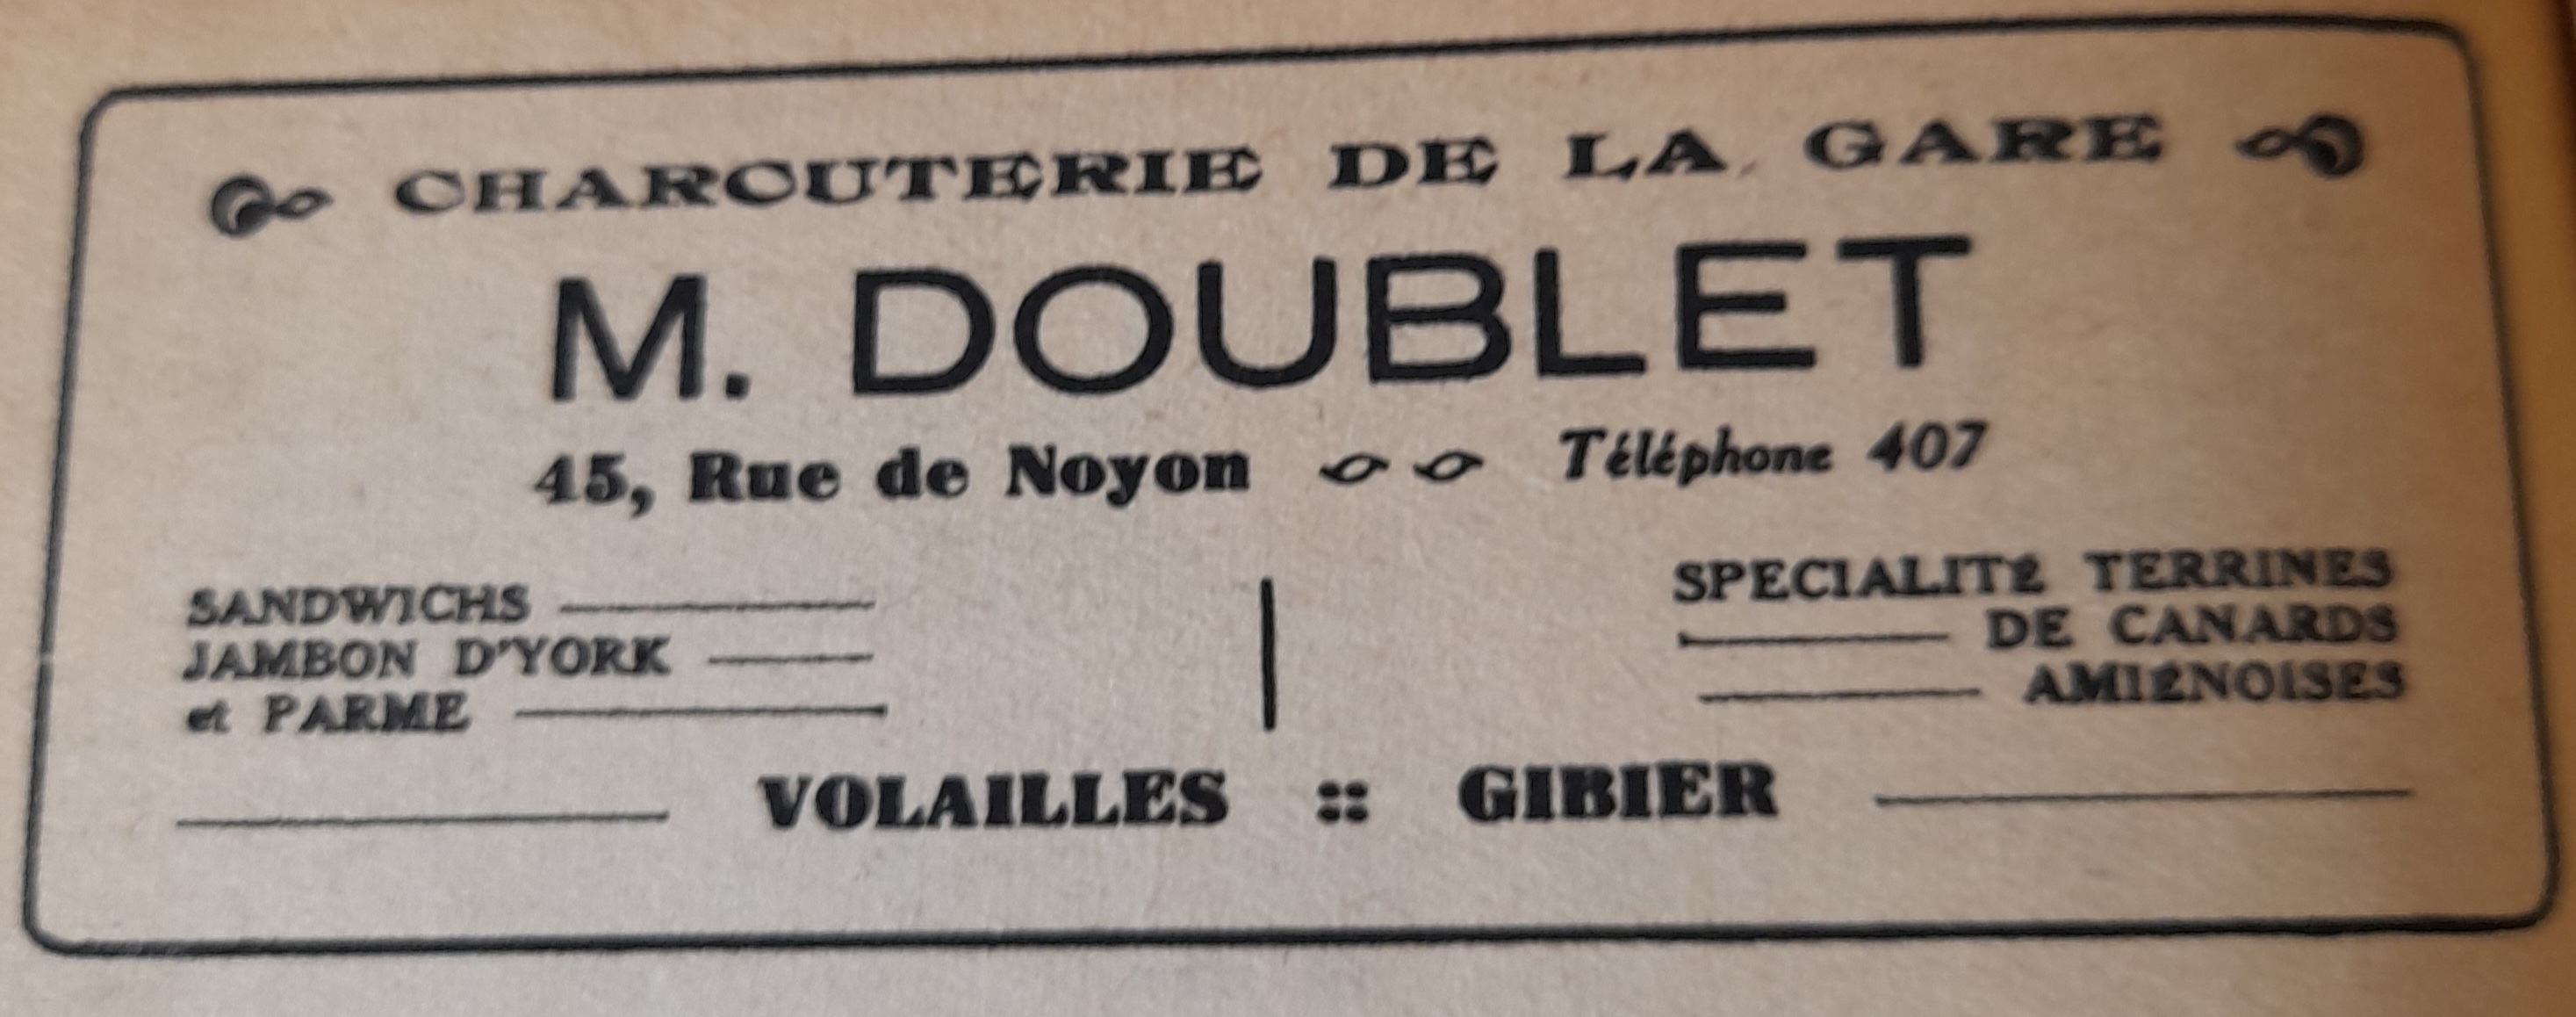 CHARCUTERIE DE LA GARE
M. DOUBLET
45, Rue de Noyon Téléphone 407
SANDWICHS
JAMBON D'YORK
et PARME
SPECIALITÉ TERRINES
DE CANARDS
AMIÉNOISES
VOLAILLES :: GIBIER